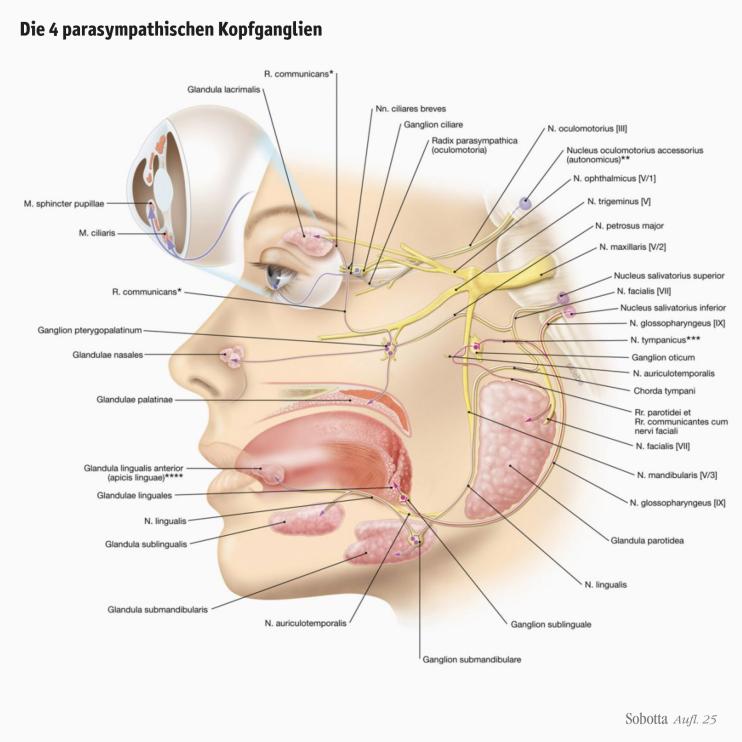 Die 4 parasympathischen Kopfganglien
R. communicans*
Glandula lacrimalis
Nn. ciliares breves
Ganglion ciliare
Radix parasympathica
(oculomotoria)
N. oculomotorius [III]
Nucleus oculomotorius accessorius
(autonomicus)**
N. ophthalmicus [V/1]
N. trigeminus [V]
N. petrosus major
N. maxillaris [V/2]
Nucleus salivatorius superior
N. facialis [VII]
Nucleus salivatorius inferior
N. glossopharyngeus [IX]
N. tympanicus***
Ganglion oticum
N. auriculotemporalis
Chorda tympani
Rr. parotidei et
Rr. communicantes cum
nervi faciali
N. facialis [VII]
N. mandibularis [V/3]
N. glossopharyngeus [IX]
Glandula parotidea
N. lingualis
Ganglion sublinguale
Ganglion submandibulare
M. sphincter pupillae
M. ciliaris
R. communicans*
Ganglion pterygopalatinum
Glandulae nasales
Glandulae palatinae
Glandula lingualis anterior
(apicis linguae)****
Glandulae linguales
N. lingualis
Glandula sublingualis
Glandula submandibularis
N. auriculotemporalis
Sobotta Aufl. 25